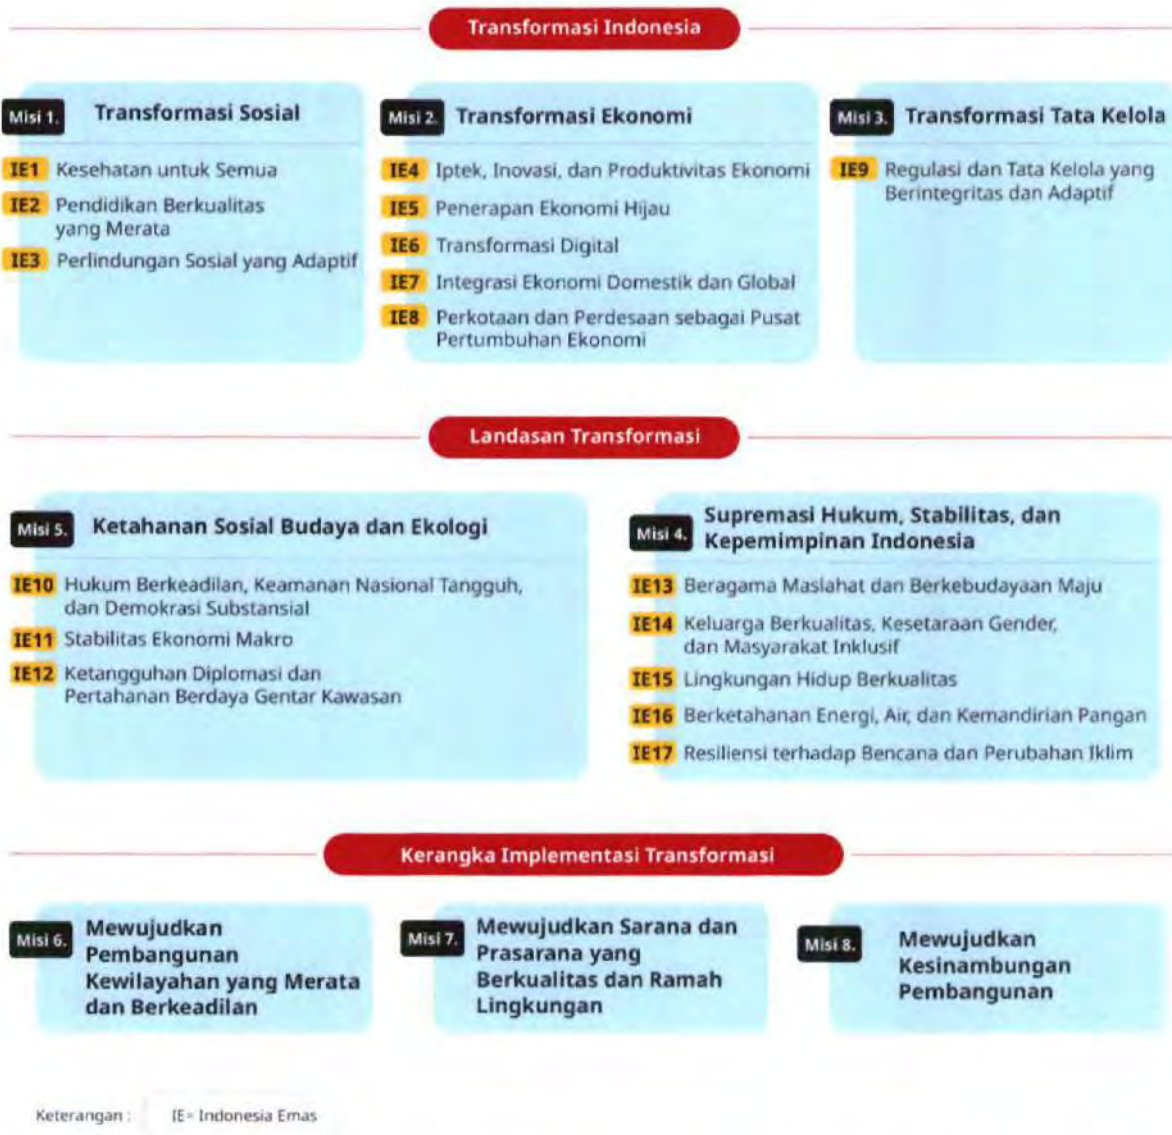 Transformasi Indonesia
Misi 1. Transformasi Sosial
IE1 Kesehatan untuk Semua
IE2 Pendidikan Berkualitas
yang Merata
IE3 Perlindungan Sosial yang Adaptif
Misi 2. Transformasi Ekonomi
IE4 Iptek, Inovasi, dan Produktivitas Ekonomi
IE5 Penerapan Ekonomi Hijau
IE6 Transformasi Digital
IE7 Integrasi Ekonomi Domestik dan Global
IE8 Perkotaan dan Perdesaan sebagai Pusat
Pertumbuhan Ekonomi
Misi 3. Transformasi Tata Kelola
IE9 Regulasi dan Tata Kelola yang
Berintegritas dan Adaptif
Landasan Transformasi
Misi 5. Ketahanan Sosial Budaya dan Ekologi
IE10 Hukum Berkeadilan, Keamanan Nasional Tangguh,
dan Demokrasi Substansial
IE11 Stabilitas Ekonomi Makro
IE12 Ketangguhan Diplomasi dan
Pertahanan Berdaya Gentar Kawasan
Misi 4. Supremasi Hukum, Stabilitas, dan
Kepemimpinan Indonesia
IE13 Beragama Maslahat dan Berkebudayaan Maju
IE14 Keluarga Berkualitas, Kesetaraan Gender,
dan Masyarakat Inklusif
IE15 Lingkungan Hidup Berkualitas
IE16 Berketahanan Energi, Air, dan Kemandirian Pangan
IE17 Resiliensi terhadap Bencana dan Perubahan Iklim
Kerangka Implementasi Transformasi
Misi 6. Mewujudkan
Pembangunan
Kewilayahan yang Merata
dan Berkeadilan
Misi 7. Mewujudkan Sarana dan
Prasarana yang
Berkualitas dan Ramah
Lingkungan
Misi 8. Mewujudkan
Kesinambungan
Pembangunan
Keterangan : IE= Indonesia Emas